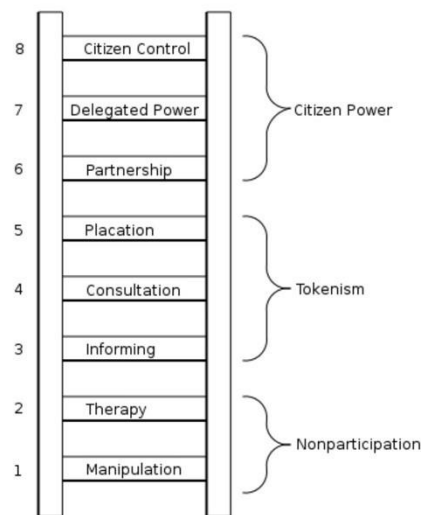 8 Citizen Control
7 Delegated Power
Citizen Power
6 Partnership
5 Placation
4 Consultation
Tokenism
3 Informing
2 Therapy
Nonparticipation
1 Manipulation